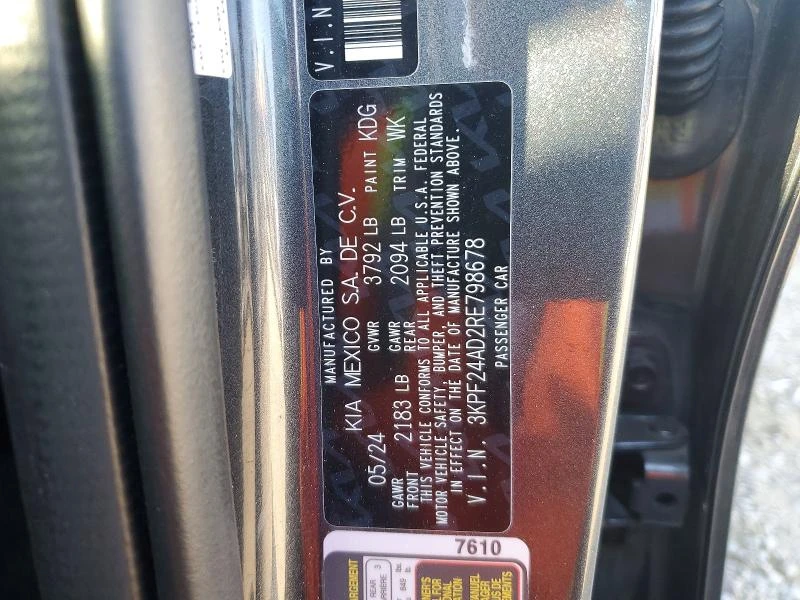 V.I.N
MANUFACTURED BY
KIA MEXICO S.A. DE C.V.
05/24 GVWR 3792 LB PAINT KDG
GAWR FRONT 2183 LB GAWR REAR 2094 LB TRIM WK
THIS VEHICLE CONFORMS TO ALL APPLICABLE U.S.A. FEDERAL
MOTOR VEHICLE SAFETY, BUMPER, AND THEFT PREVENTION STANDARDS
IN EFFECT ON THE DATE OF MANUFACTURE SHOWN ABOVE.
V.I.N. 3KPF24AD2RE798678
PASSENGER CAR
7610
REAR 3